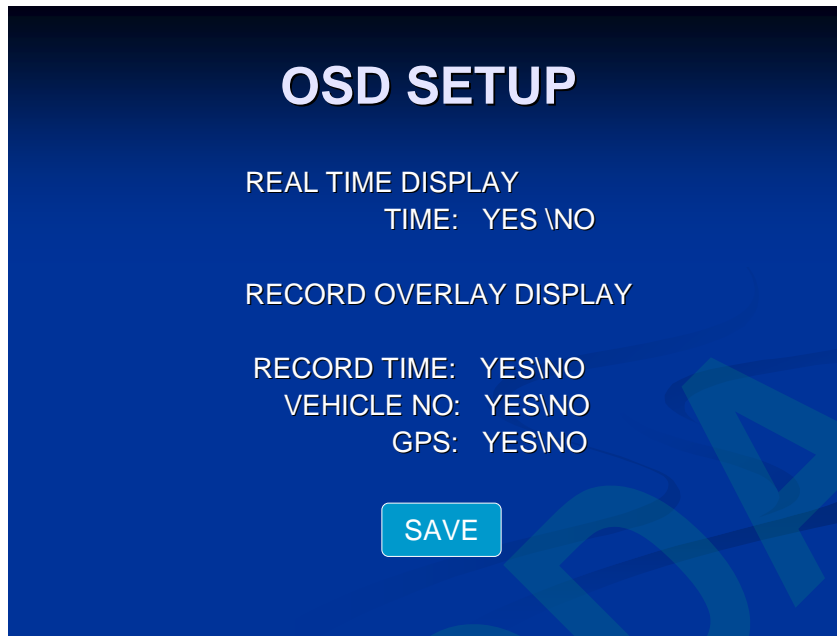 OSD SETUP
REAL TIME DISPLAY
TIME: YES \NO
RECORD OVERLAY DISPLAY
RECORD TIME: YES\NO
VEHICLE NO: YES\NO
GPS: YES\NO
SAVE